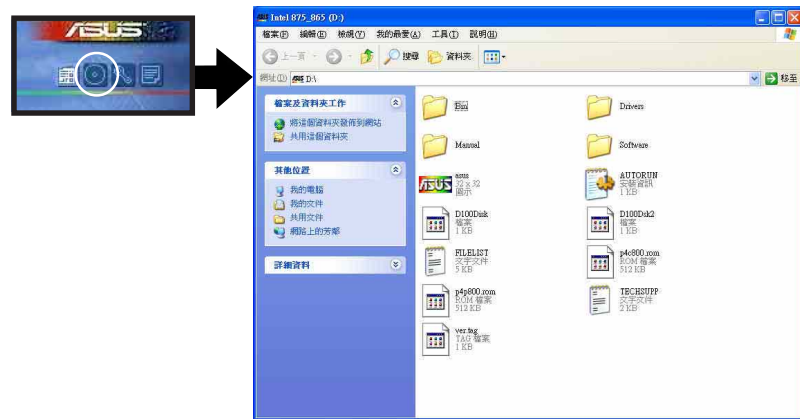 ASUS
Intel 875_865 (D:)
檔案(F) 編輯(E) 檢視(V) 我的最愛(A) 工具(T) 說明(H)
上一頁 搜尋 資料夾
網址(D) D:\ 移至
檔案及資料夾工作
將這個資料夾發佈到網站
共用這個資料夾
其他位置
我的電腦
我的文件
共用文件
網路上的芳鄰
詳細資料
Bin
Drivers
Manual
Software
asus
32 x 32
圖示
AUTORUN
安裝資訊
1 KB
D100Disk
檔案
1 KB
D100Dsk2
檔案
1 KB
FILELIST
文字文件
5 KB
p4c800.rom
ROM 檔案
512 KB
p4p800.rom
ROM 檔案
512 KB
TECHSUPP
文字文件
2 KB
ver.tag
TAG 檔案
1 KB